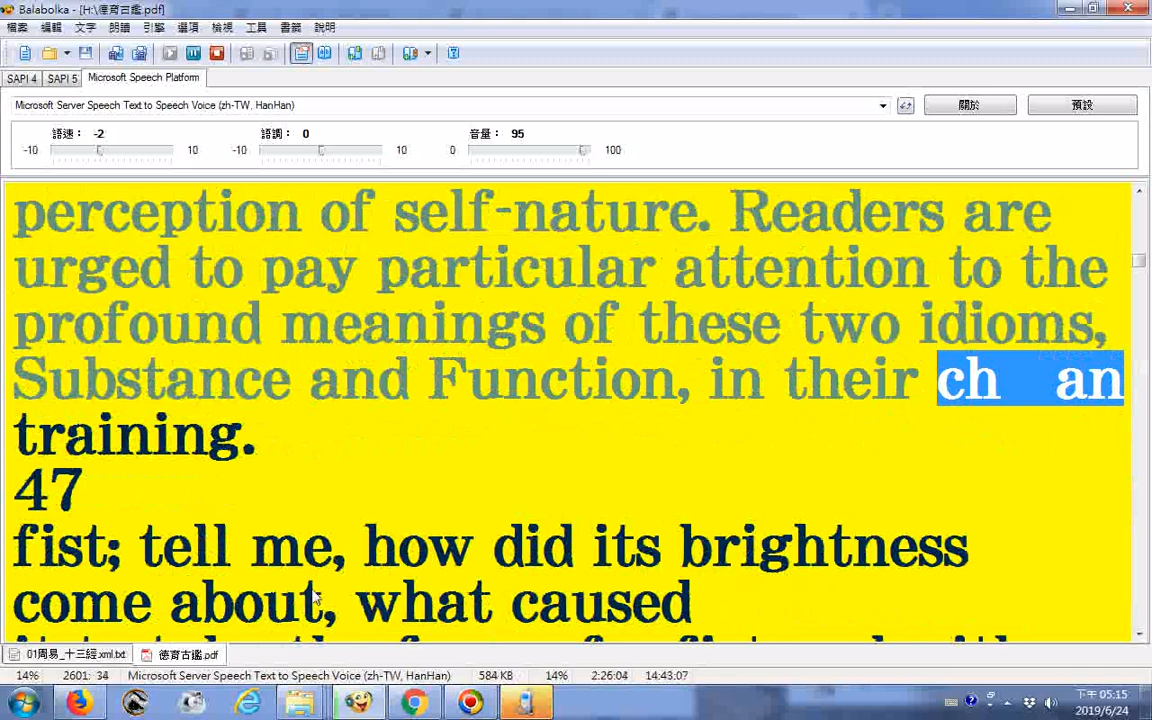 Balabolka - [H:\德育古鑑.pdf]
檔案 編輯 文字 朗讀 引擎 選項 檢視 工具 書籤 說明
SAPI 4 SAPI 5 Microsoft Speech Platform
Microsoft Server Speech Text to Speech Voice (zh-TW, HanHan) 關於 預設
語速： -2 語調： 0 音量： 95
-10 10 -10 10 0 100
perception of self-nature. Readers are
urged to pay particular attention to the
profound meanings of these two idioms,
Substance and Function, in their ch an
training.
47
fist; tell me, how did its brightness
come about, what caused
01周易_十三經.xml.txt 德育古鑑.pdf
14% 2601: 34 Microsoft Server Speech Text to Speech Voice (zh-TW, HanHan) 584 KB 14% 2:26:04 14:43:07
下午 05:15
2019/6/24